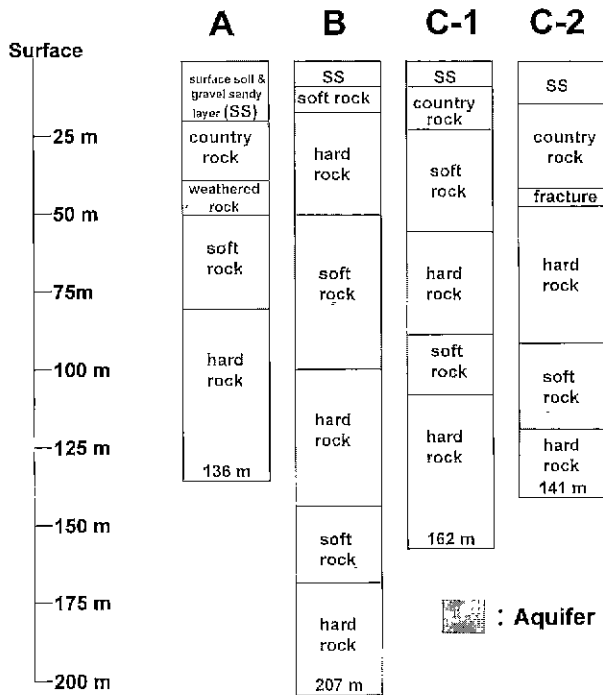 A
B
C-1
C-2
Surface
25 m
50 m
75m
100 m
125 m
150 m
175 m
200 m
surface soil &
gravel sandy
layer (SS)
country
rock
weathered
rock
soft
rock
hard
rock
136 m
SS
soft rock
hard
rock
soft
rock
hard
rock
soft
rock
hard
rock
207 m
SS
country
rock
soft
rock
hard
rock
soft
rock
hard
rock
162 m
SS
country
rock
fracture
hard
rock
soft
rock
hard
rock
141 m
: Aquifer